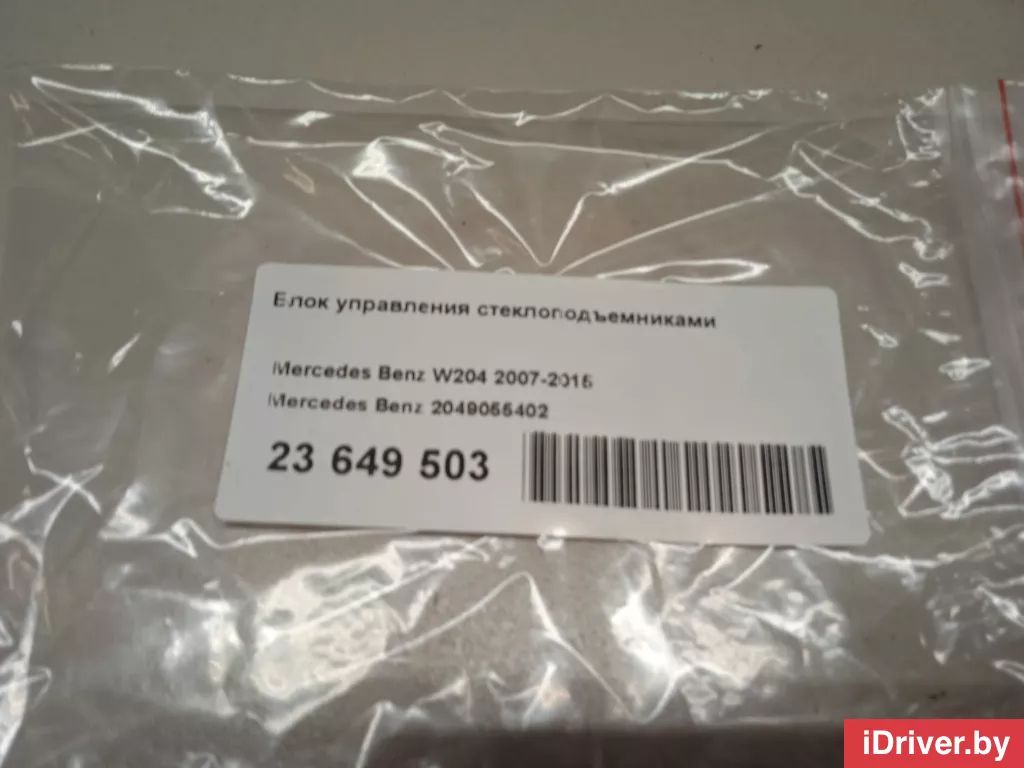 Блок управления стеклоподъемниками
Mercedes Benz W204 2007-2015
Mercedes Benz 2049055402
23 649 503
iDriver.by